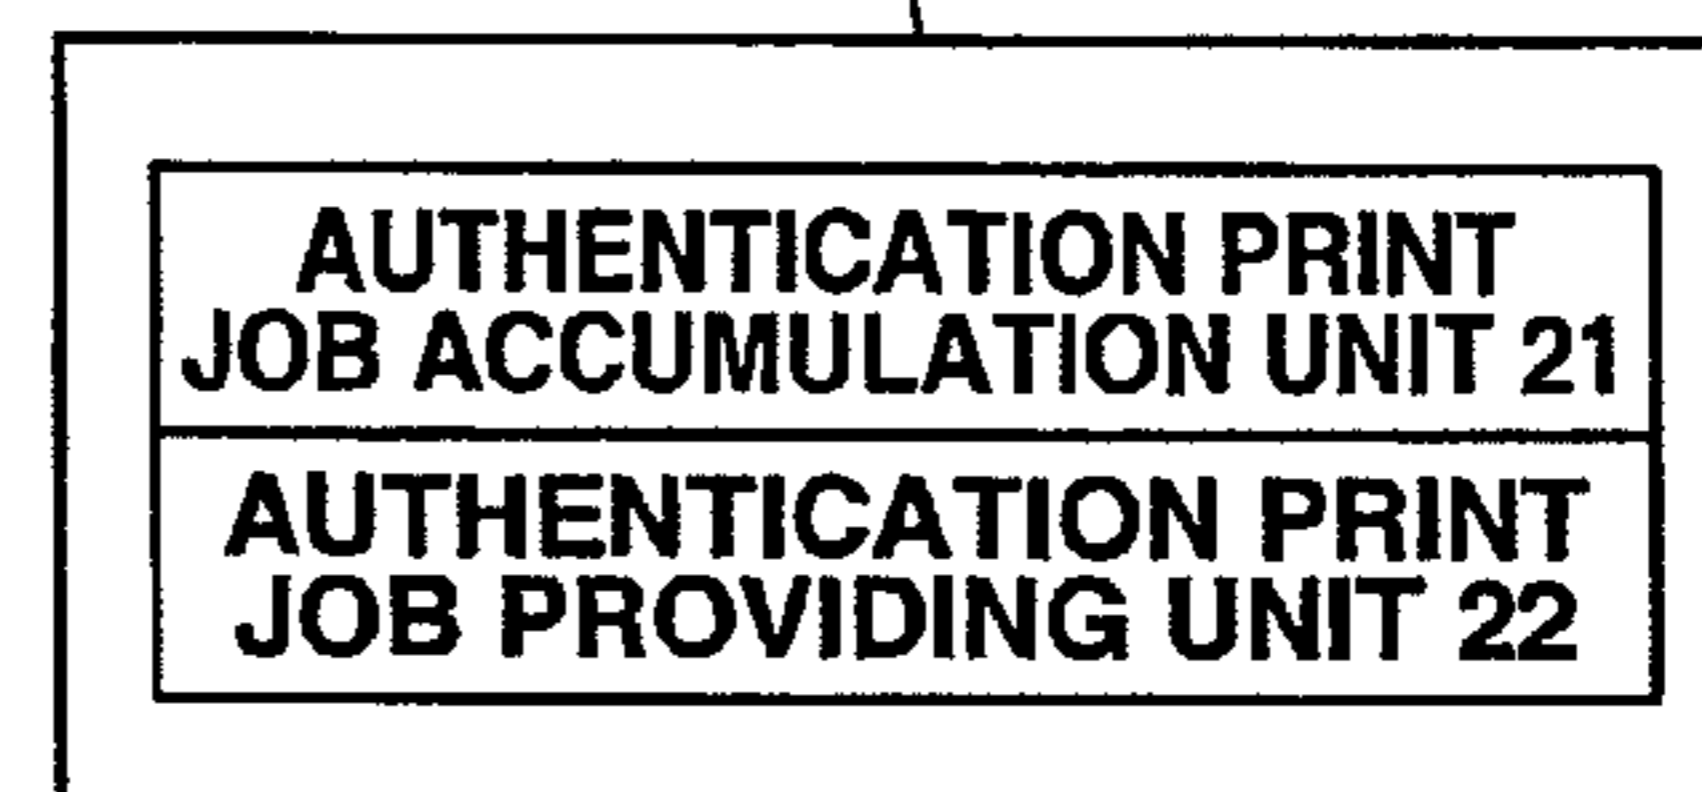 AUTHENTICATION PRINT
JOB ACCUMULATION UNIT 21
AUTHENTICATION PRINT
JOB PROVIDING UNIT 22